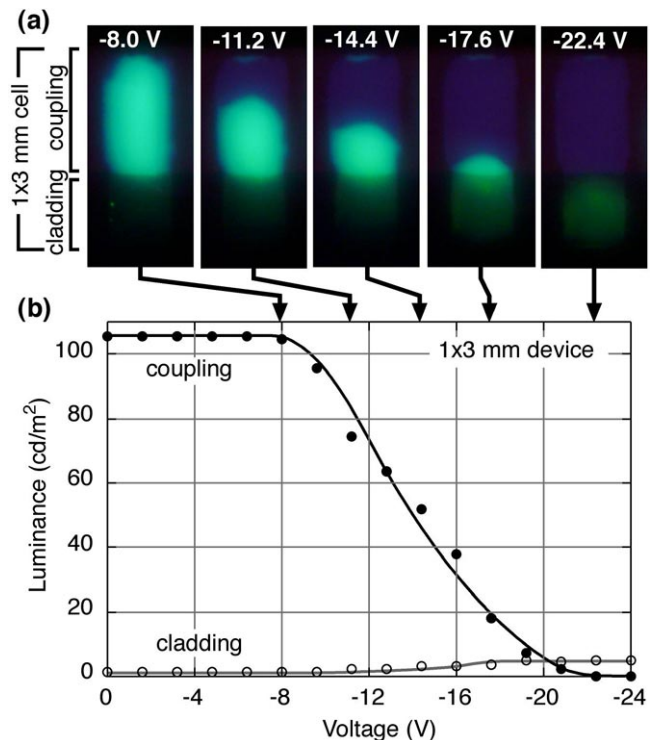 (a)
-8.0 V
-11.2 V
-14.4 V
-17.6 V
-22.4 V
1x3 mm cell
coupling
cladding
(b)
1x3 mm device
coupling
cladding
Luminance (cd/m²)
100
80
60
40
20
0
0 -4 -8 -12 -16 -20 -24
Voltage (V)